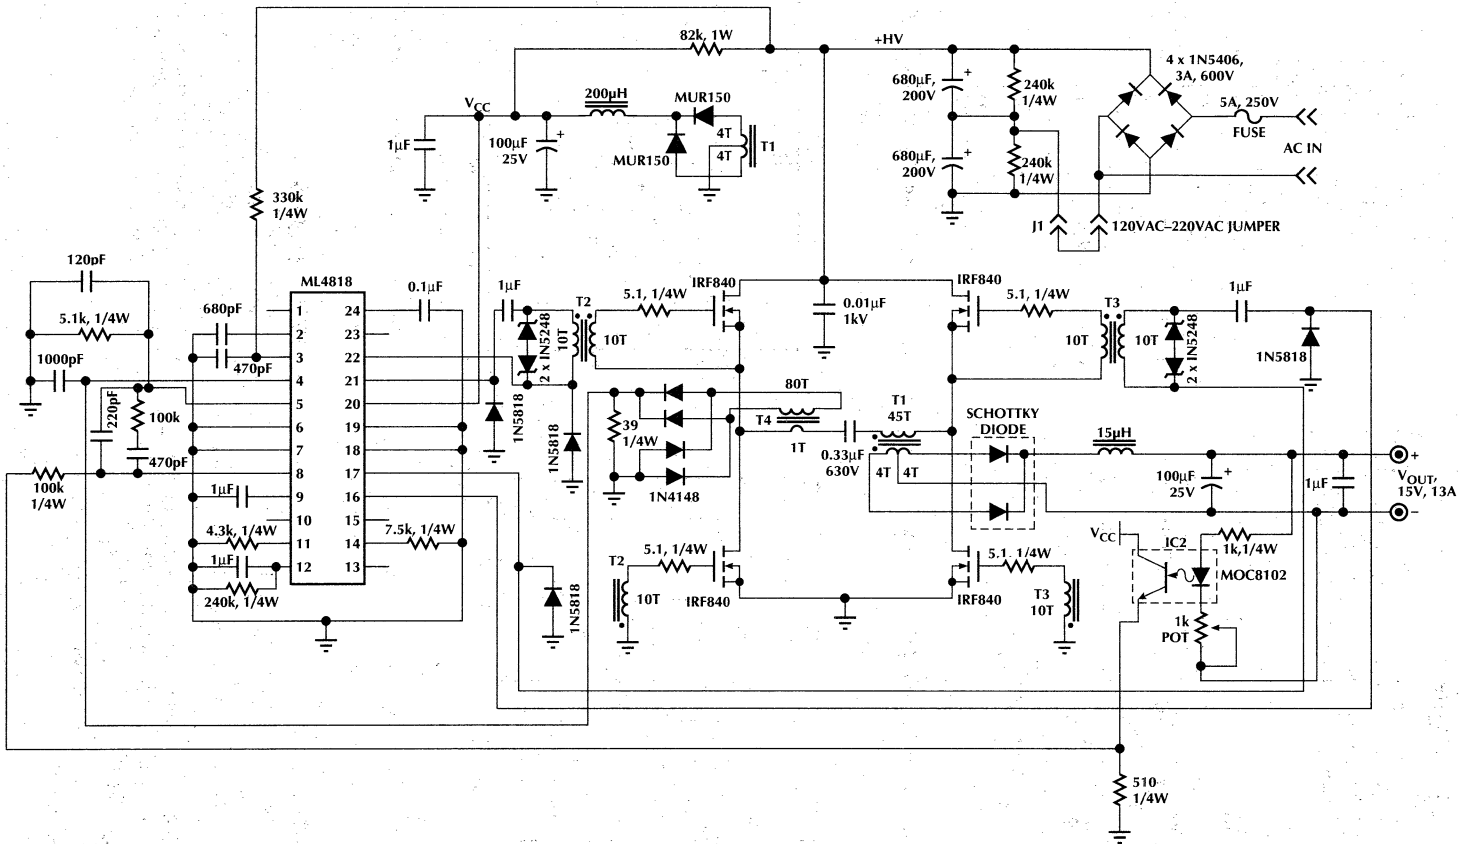 82k, 1W
+HV
4 x 1N5406,
3A, 600V
680µF,
200V
+
240k
1/4W
5A, 250V
FUSE
AC IN
VCC
200µH
MUR150
1µF
100µF
25V
+
MUR150
4T
4T
T1
680µF,
200V
+
240k
1/4W
J1
120VAC–220VAC JUMPER
330k
1/4W
120pF
5.1k, 1/4W
1000pF
680pF
470pF
220pF
100k
470pF
100k
1/4W
1µF
4.3k, 1/4W
1µF
240k, 1/4W
ML4818
1
2
3
4
5
6
7
8
9
10
11
12
24
23
22
21
20
19
18
17
16
15
14
13
0.1µF
7.5k, 1/4W
1µF
2 x IN5248
T2
10T
10T
5.1, 1/4W
IRF840
0.01µF
1kV
IRF840
5.1, 1/4W
T3
10T
10T
2 x IN5248
1µF
1N5818
1N5818
1N5818
39
1/4W
1N4148
80T
T4
1T
0.33µF
630V
T1
45T
4T
4T
SCHOTTKY
DIODE
15µH
100µF
25V
+
1µF
+
VOUT,
15V, 13A
−
T2
10T
5.1, 1/4W
IRF840
5.1, 1/4W
IRF840
T3
10T
1N5818
VCC
IC2
1k,1/4W
MOC8102
1k
POT
510
1/4W